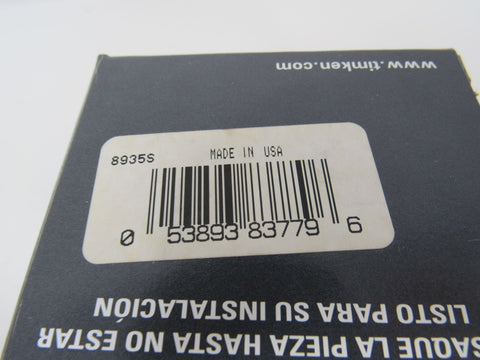 www.timken.com
8935S MADE IN USA
0 53893 83779 6
SAQUE LA PIEZA HASTA NO ESTAR
LISTO PARA SU INSTALACIÓN